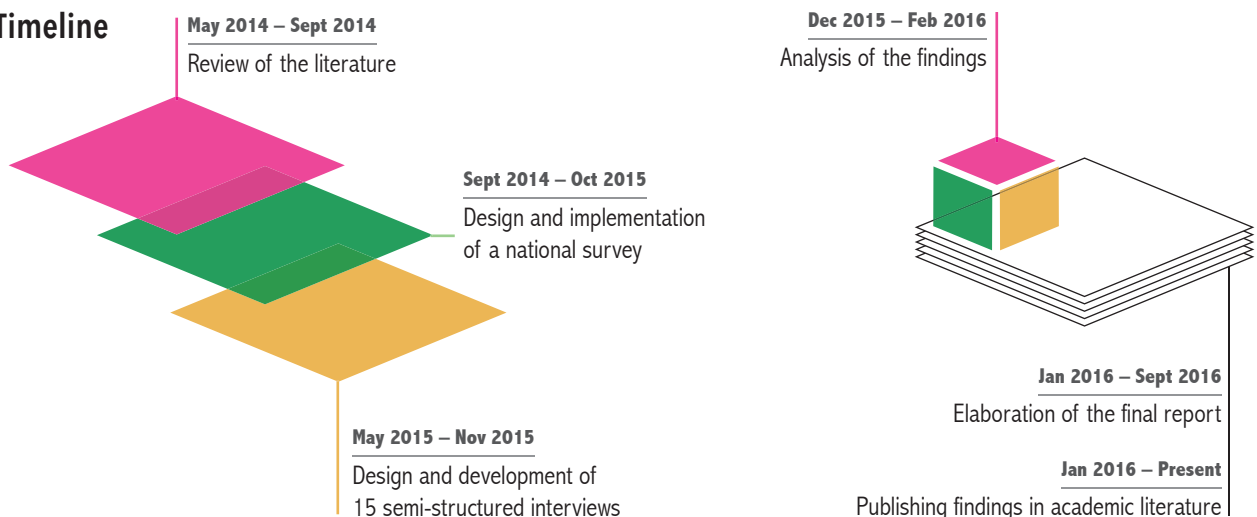 Timeline
May 2014 – Sept 2014
Review of the literature
Sept 2014 – Oct 2015
Design and implementation
of a national survey
May 2015 – Nov 2015
Design and development of
15 semi-structured interviews
Dec 2015 – Feb 2016
Analysis of the findings
Jan 2016 – Sept 2016
Elaboration of the final report
Jan 2016 – Present
Publishing findings in academic literature